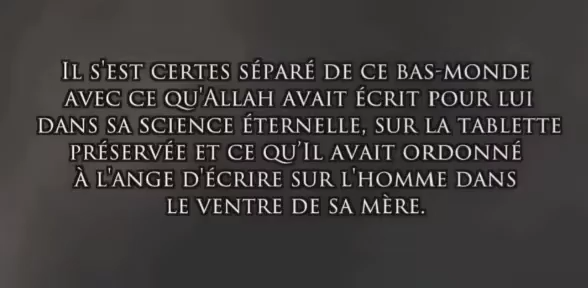 Il s'est certes séparé de ce bas-monde
avec ce qu'Allah avait écrit pour lui
dans sa science éternelle, sur la tablette
préservée et ce qu’Il avait ordonné
à l'ange d'écrire sur l'homme dans
le ventre de sa mère.